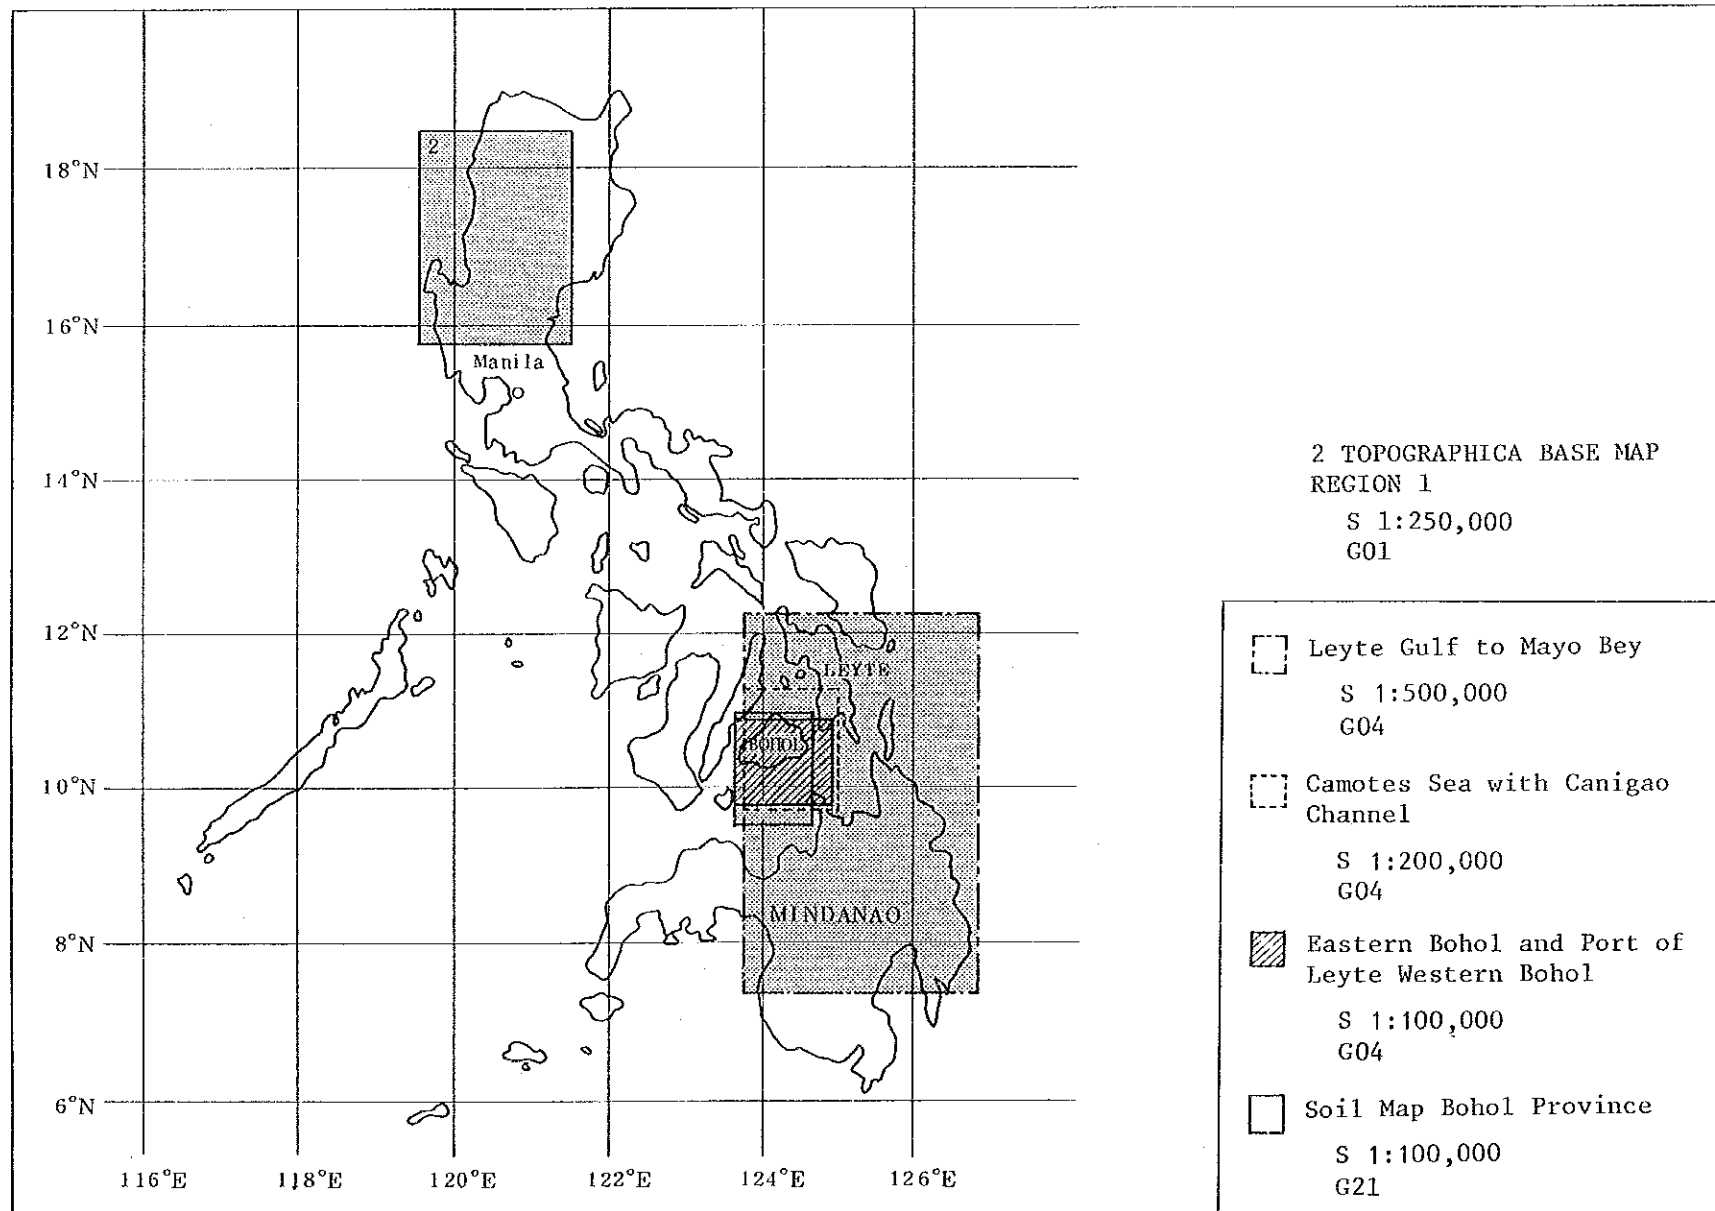 2
18°N
16°N
Manila
14°N
12°N
LEYTE
BOHOL
10°N
MINDANAO
8°N
6°N
116°E 118°E 120°E 122°E 124°E 126°E
2 TOPOGRAPHICA BASE MAP
REGION 1
S 1:250,000
G01
Leyte Gulf to Mayo Bey
S 1:500,000
G04
Camotes Sea with Canigao
Channel
S 1:200,000
G04
Eastern Bohol and Port of
Leyte Western Bohol
S 1:100,000
G04
Soil Map Bohol Province
S 1:100,000
G21